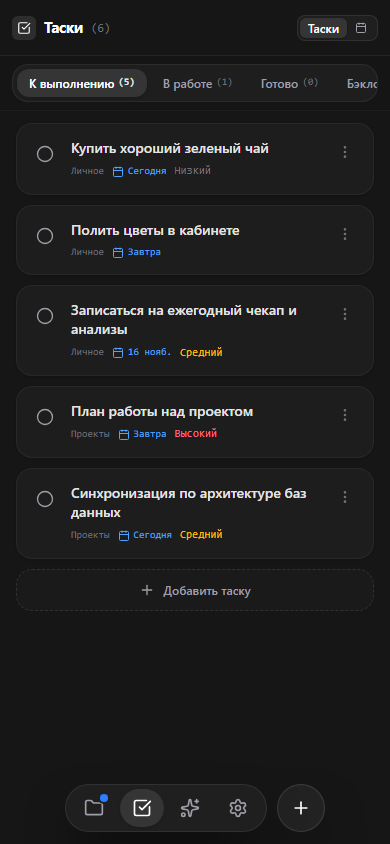 Таски (6) Таски
К выполнению (5) В работе (1) Готово (0) Бэкло
Купить хороший зеленый чай
Личное Сегодня Низкий
Полить цветы в кабинете
Личное Завтра
Записаться на ежегодный чекап и
анализы
Личное 16 нояб. Средний
План работы над проектом
Проекты Завтра Высокий
Синхронизация по архитектуре баз
данных
Проекты Сегодня Средний
+ Добавить таску